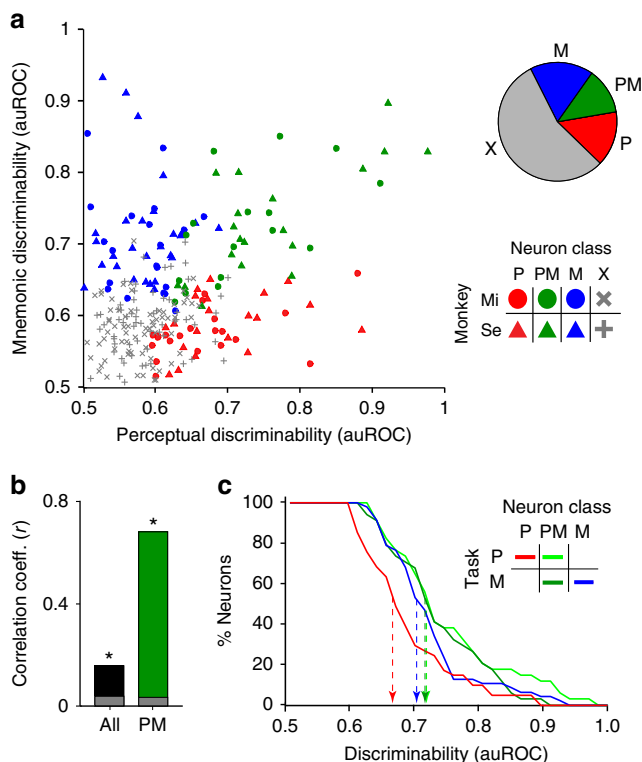 a
1
0.9
0.8
0.7
0.6
0.5
Mnemonic discriminability (auROC)
0.5 0.6 0.7 0.8 0.9 1
Perceptual discriminability (auROC)
M
PM
P
X
Neuron class
P PM M X
Monkey
Mi
Se
b
0.8
0.4
0
Correlation coeff. (r)
*
*
All PM
c
100
80
60
40
20
0
% Neurons
0.5 0.6 0.7 0.8 0.9 1.0
Discriminability (auROC)
Neuron class
P PM M
Task
P
M